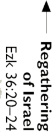 Regathering
of Israel
Ezk 36:20–24